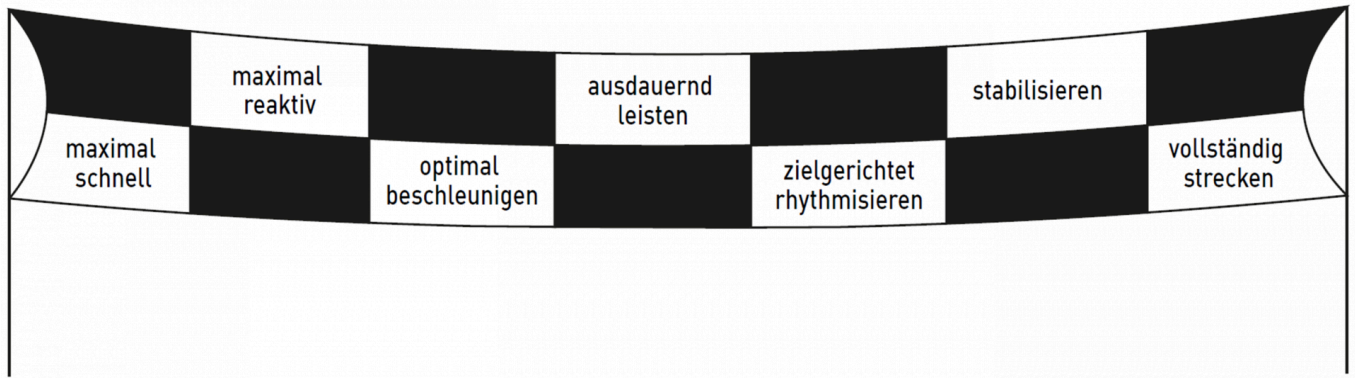 maximal
schnell
maximal
reaktiv
optimal
beschleunigen
ausdauernd
leisten
zielgerichtet
rhythmisieren
stabilisieren
vollständig
strecken